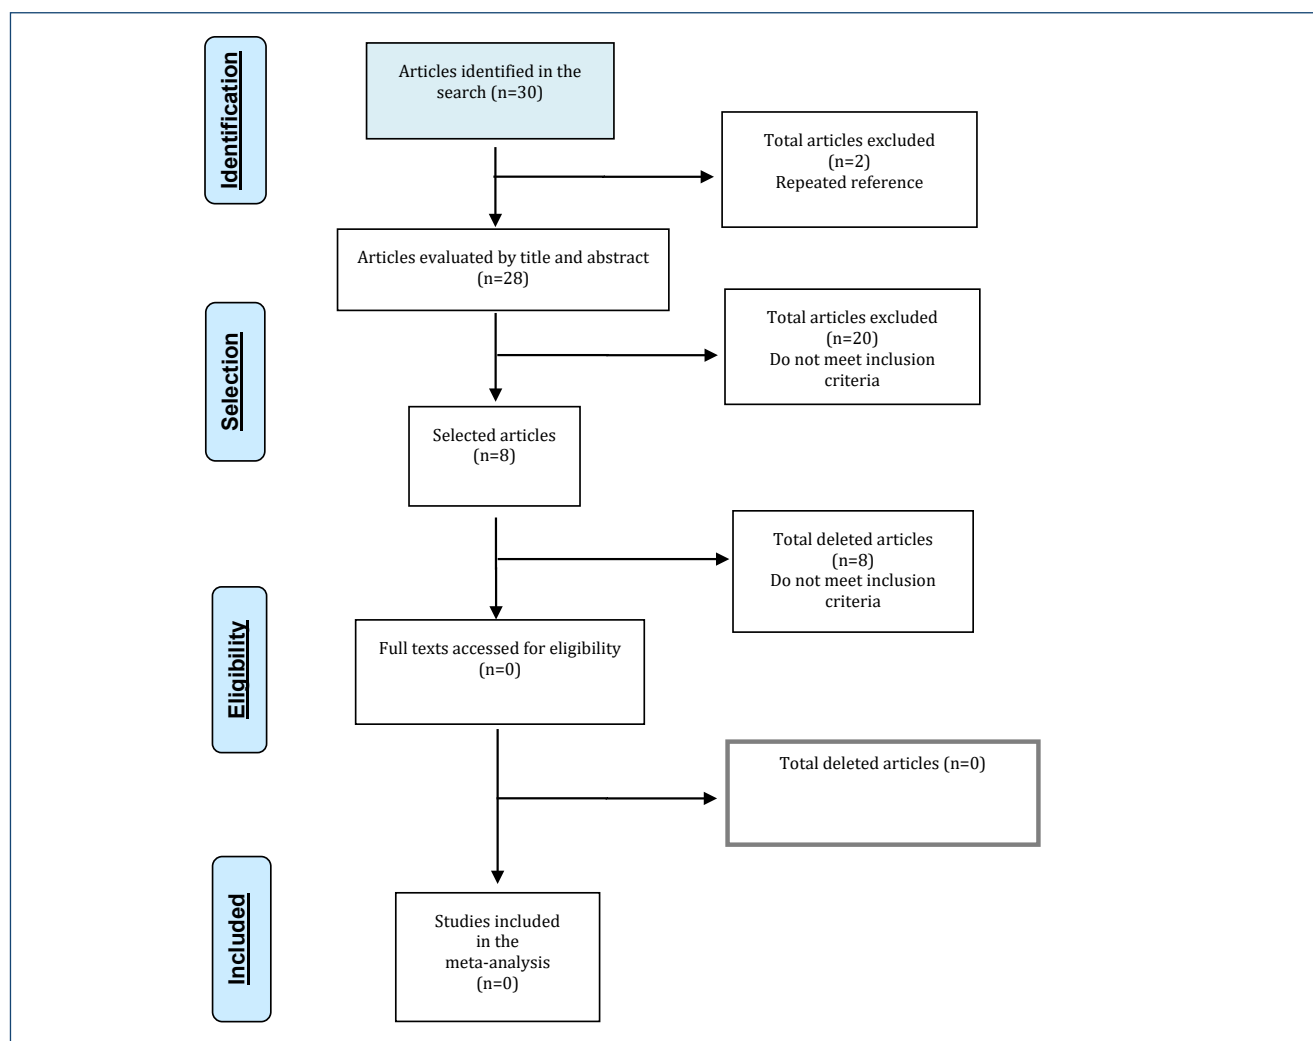 Identification
Articles identified in the
search (n=30)
Total articles excluded
(n=2)
Repeated reference
Articles evaluated by title and abstract
(n=28)
Selection
Total articles excluded
(n=20)
Do not meet inclusion
criteria
Selected articles
(n=8)
Total deleted articles
(n=8)
Do not meet inclusion
criteria
Eligibility
Full texts accessed for eligibility
(n=0)
Total deleted articles (n=0)
Included
Studies included
in the
meta-analysis
(n=0)